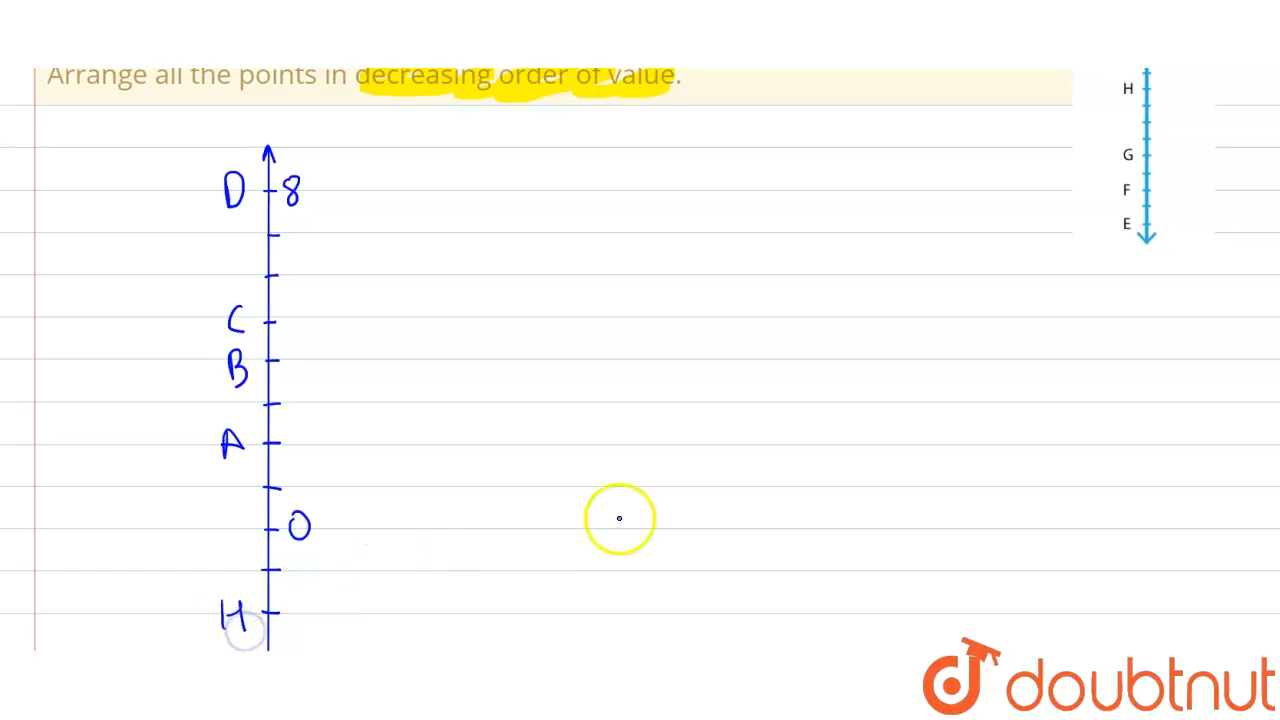 Arrange all the points in decreasing order of value.
H
G
F
E
D 8
C
B
A
0
H
doubtnut